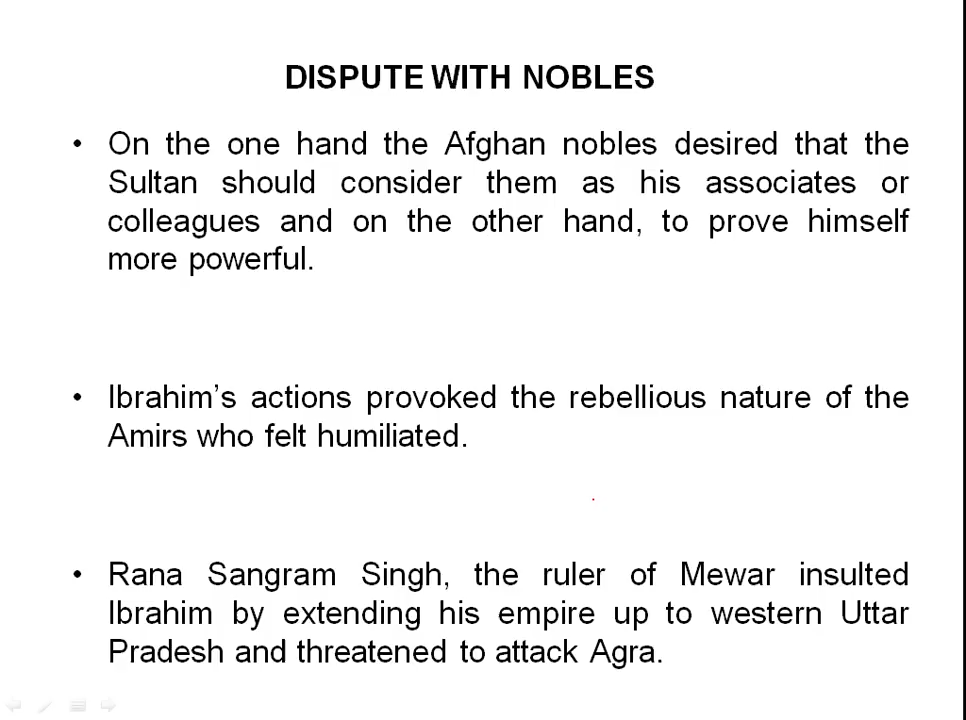 DISPUTE WITH NOBLES
• On the one hand the Afghan nobles desired that the
Sultan should consider them as his associates or
colleagues and on the other hand, to prove himself
more powerful.
• Ibrahim’s actions provoked the rebellious nature of the
Amirs who felt humiliated.
• Rana Sangram Singh, the ruler of Mewar insulted
Ibrahim by extending his empire up to western Uttar
Pradesh and threatened to attack Agra.